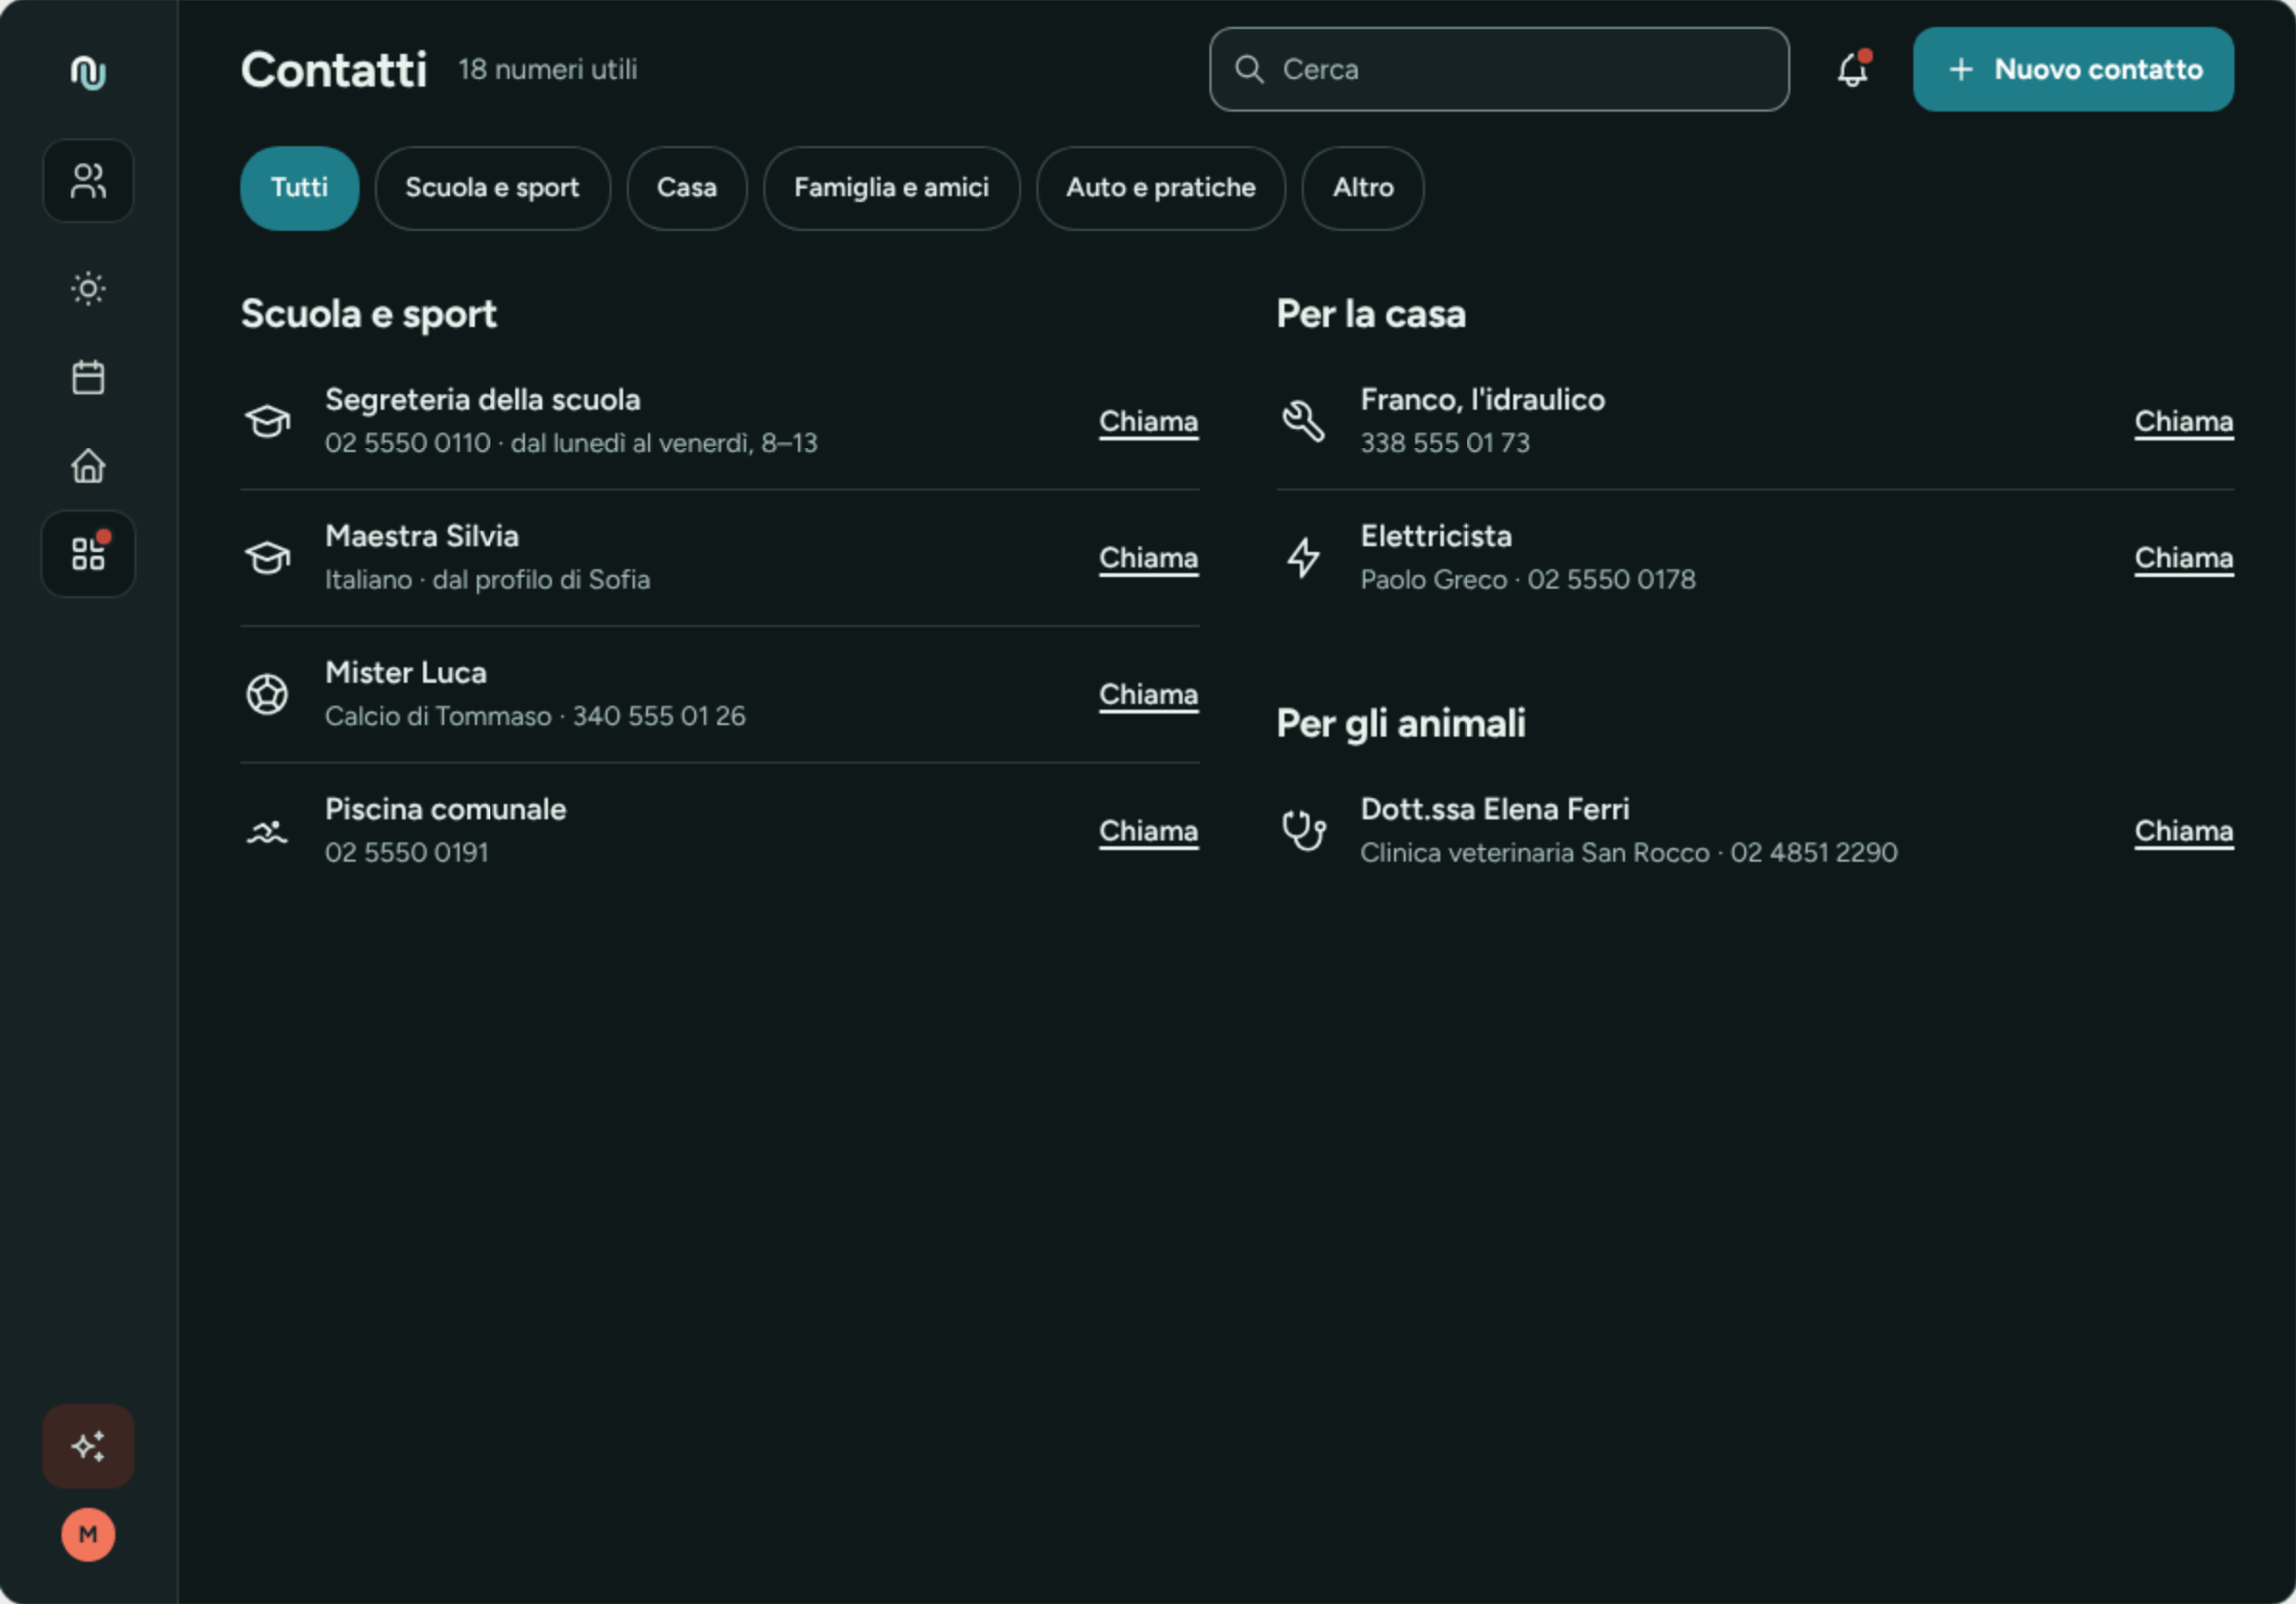 Contatti 18 numeri utili
Cerca
Nuovo contatto
Tutti
Scuola e sport
Casa
Famiglia e amici
Auto e pratiche
Altro
Scuola e sport
Segreteria della scuola
02 5550 0110 · dal lunedì al venerdì, 8–13
Chiama
Maestra Silvia
Italiano · dal profilo di Sofia
Chiama
Mister Luca
Calcio di Tommaso · 340 555 01 26
Chiama
Piscina comunale
02 5550 0191
Chiama
Per la casa
Franco, l'idraulico
338 555 01 73
Chiama
Elettricista
Paolo Greco · 02 5550 0178
Chiama
Per gli animali
Dott.ssa Elena Ferri
Clinica veterinaria San Rocco · 02 4851 2290
Chiama
M